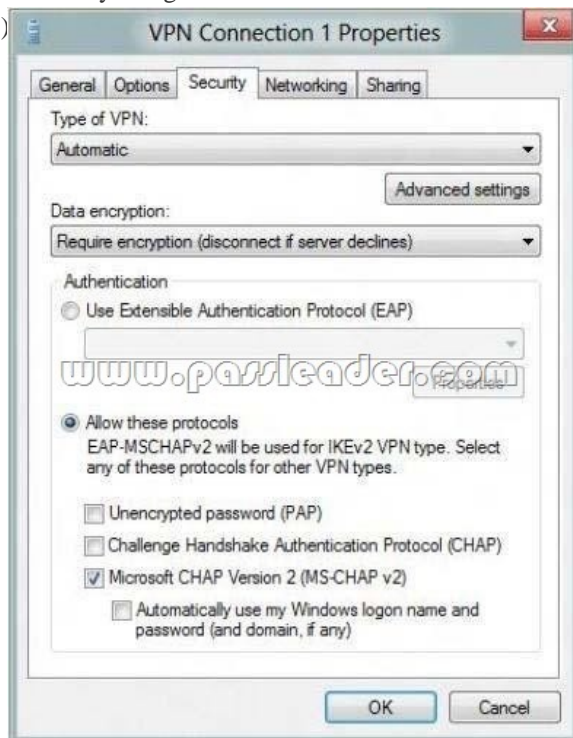 )
VPN Connection 1 Properties
General Options Security Networking Sharing
Type of VPN:
Automatic
Advanced settings
Data encryption:
Require encryption (disconnect if server declines)
Authentication
Use Extensible Authentication Protocol (EAP)
www.passleader.com
Properties
Allow these protocols
EAP-MSCHAPv2 will be used for IKEv2 VPN type. Select
any of these protocols for other VPN types.
Unencrypted password (PAP)
Challenge Handshake Authentication Protocol (CHAP)
Microsoft CHAP Version 2 (MS-CHAP v2)
Automatically use my Windows logon name and
password (and domain, if any)
OK Cancel